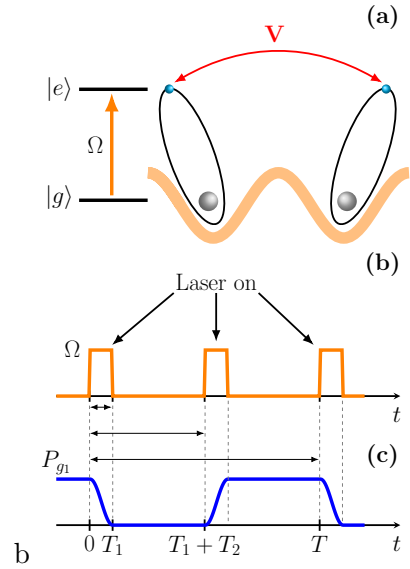 (a)
V
|e⟩
Ω
|g⟩
(b)
Laser on
Ω
t
(c)
P_{g_1}
t
0 T_1 T_1 + T_2 T
b